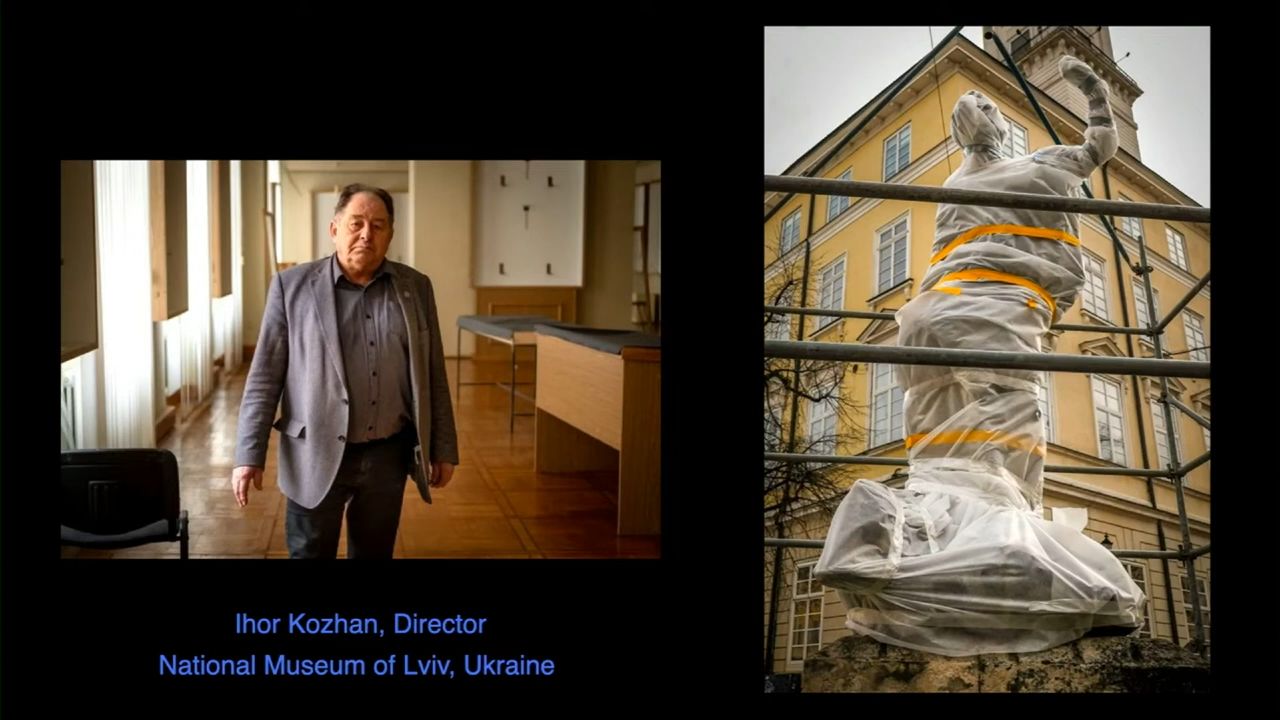 Ihor Kozhan, Director
National Museum of Lviv, Ukraine